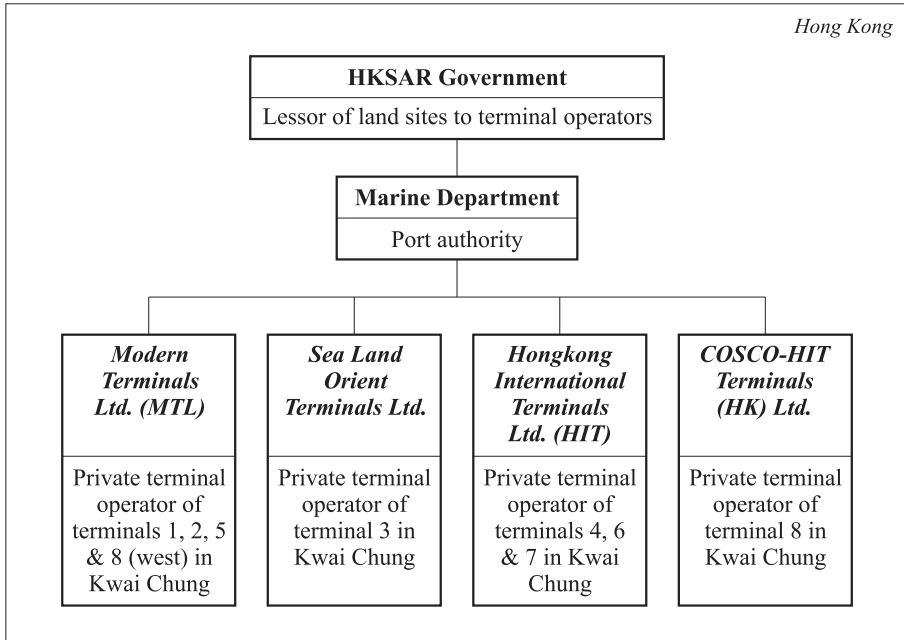 Hong Kong
HKSAR Government
Lessor of land sites to terminal operators
Marine Department
Port authority
Modern
Terminals
Ltd. (MTL)
Private terminal
operator of
terminals 1, 2, 5
& 8 (west) in
Kwai Chung
Sea Land
Orient
Terminals Ltd.
Private terminal
operator of
terminal 3 in
Kwai Chung
Hongkong
International
Terminals
Ltd. (HIT)
Private terminal
operator of
terminals 4, 6
& 7 in Kwai
Chung
COSCO-HIT
Terminals
(HK) Ltd.
Private terminal
operator of
terminal 8 in
Kwai Chung